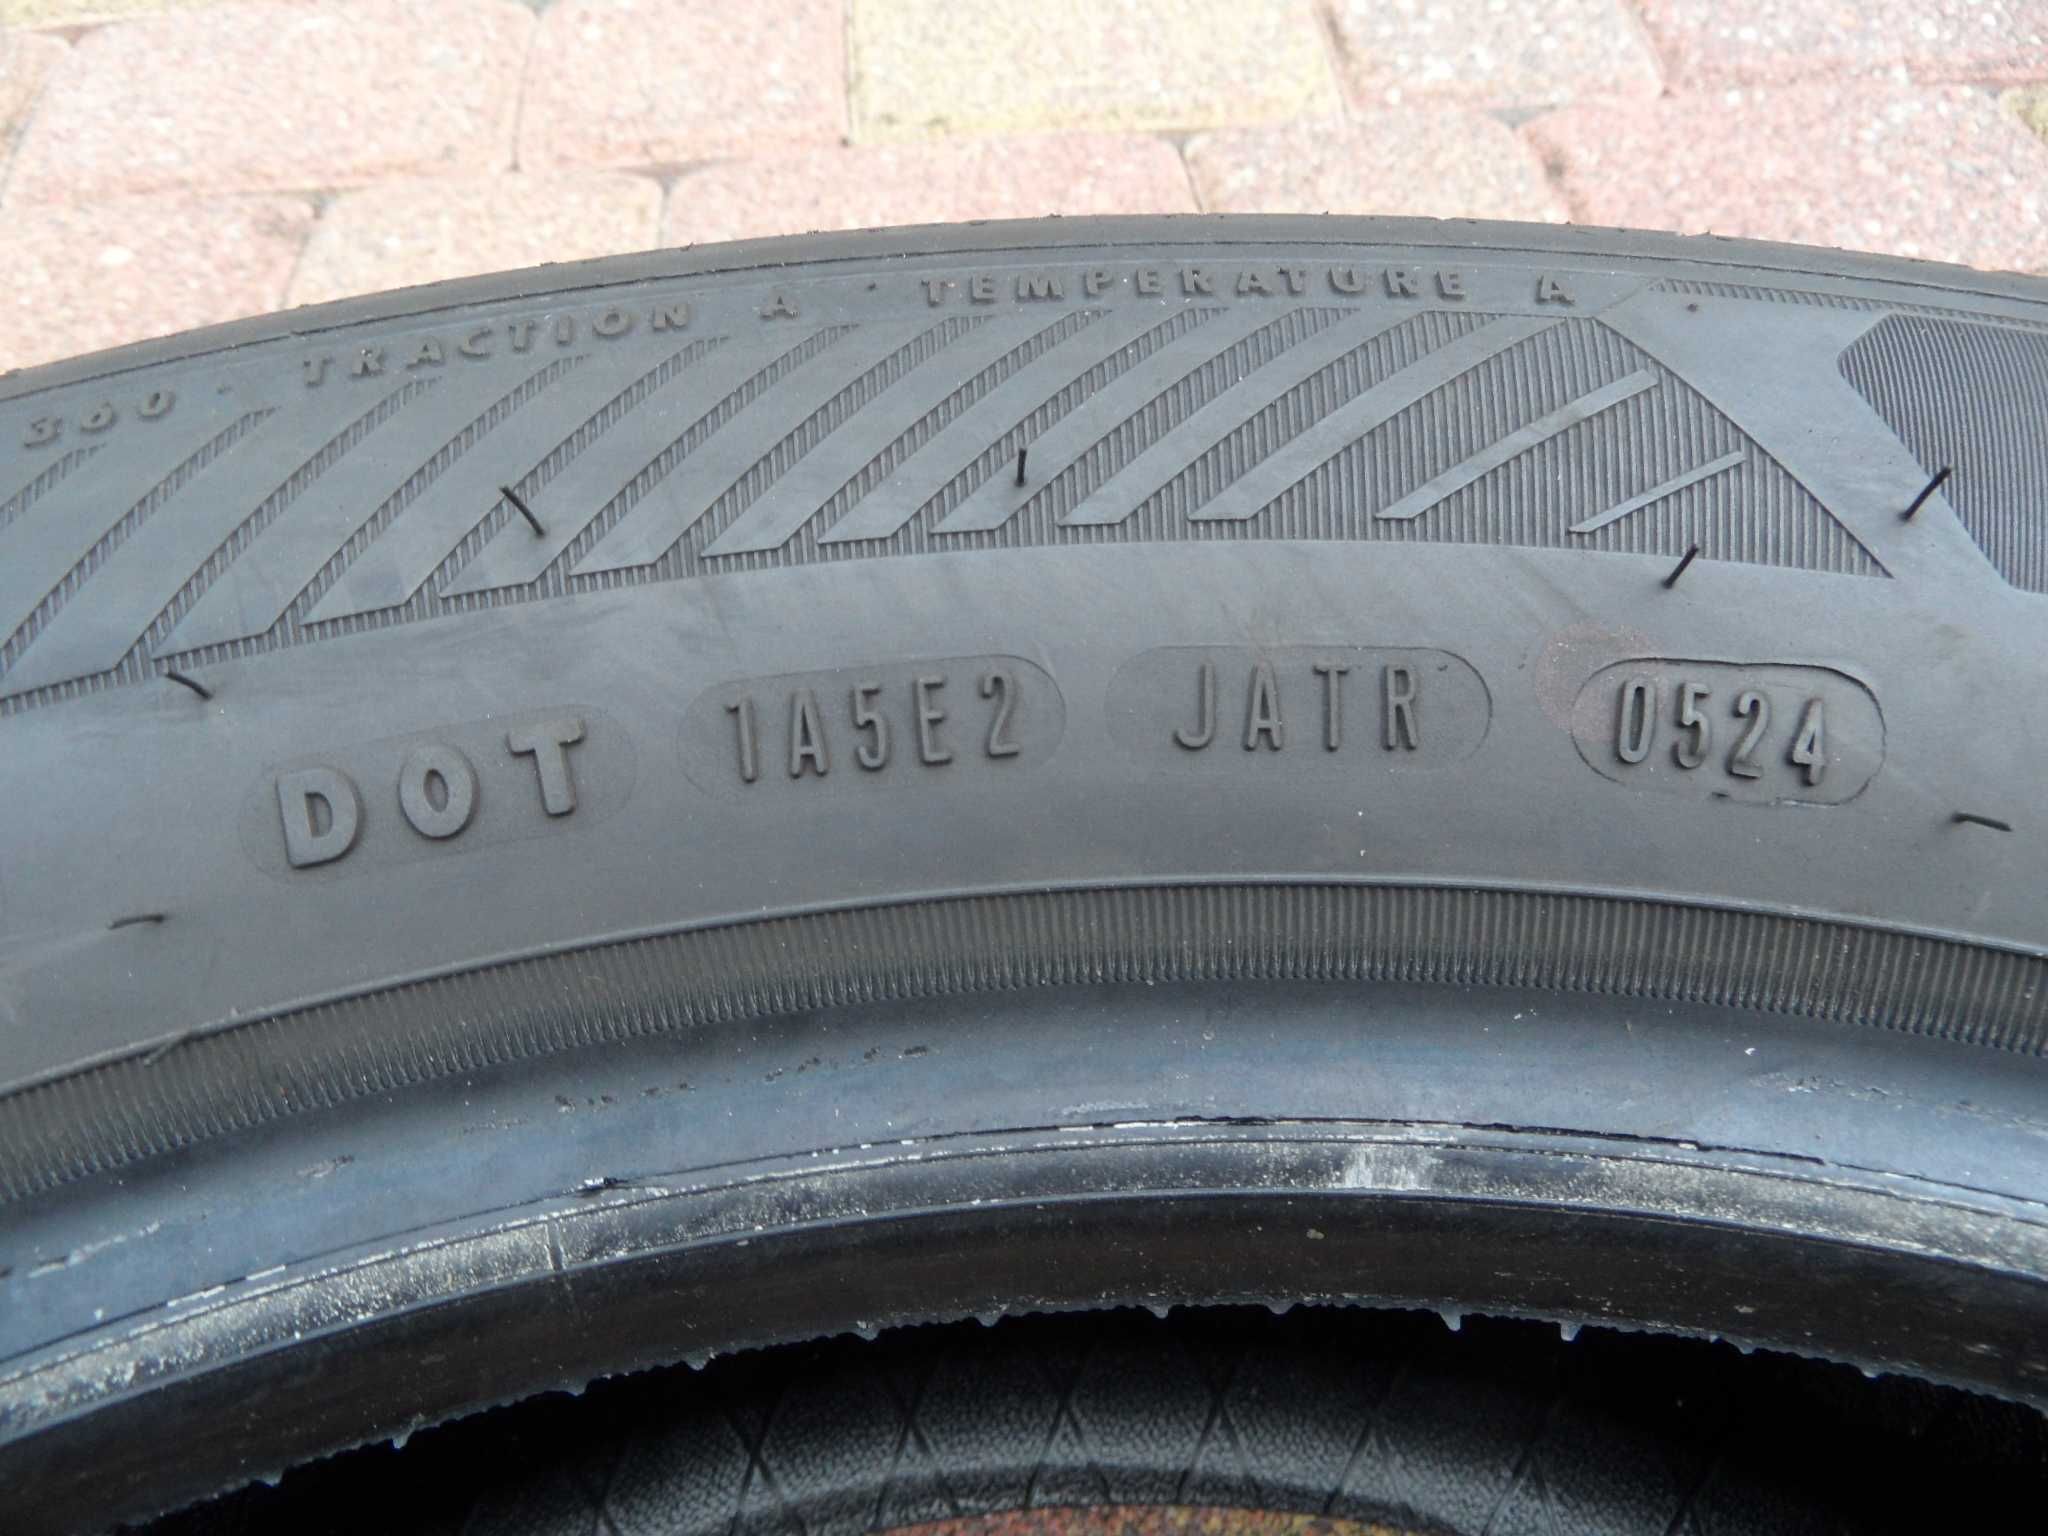 360 · TRACTION A · TEMPERATURE A
DOT 1A5E2 JATR 0524